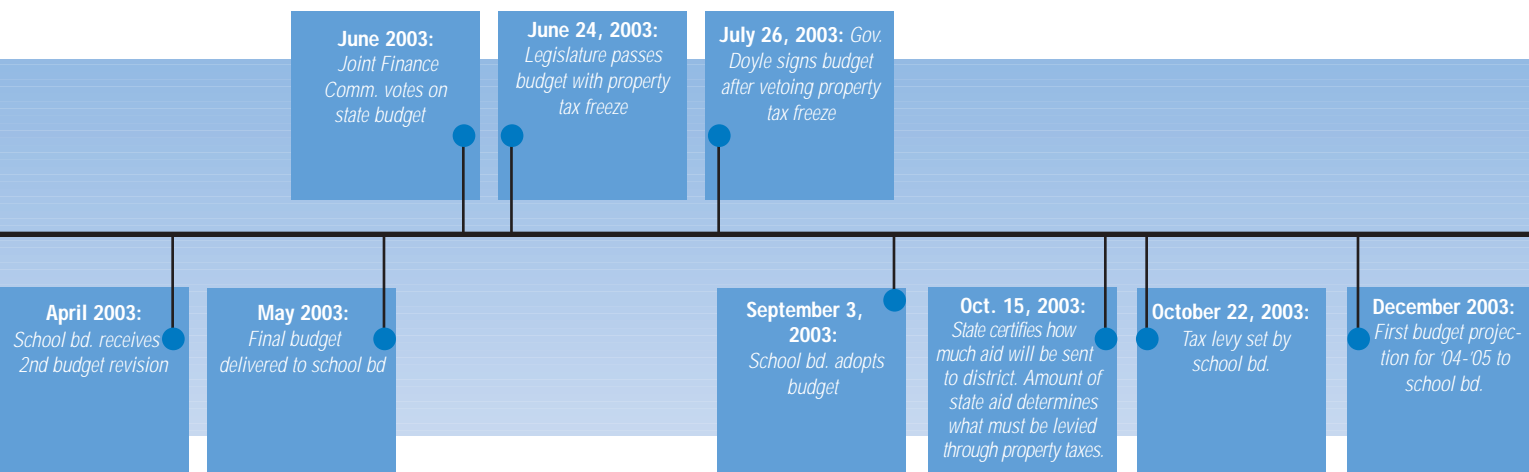 June 2003:
Joint Finance
Comm. votes on
state budget
June 24, 2003:
Legislature passes
budget with property
tax freeze
July 26, 2003: Gov.
Doyle signs budget
after vetoing property
tax freeze
April 2003:
School bd. receives
2nd budget revision
May 2003:
Final budget
delivered to school bd
September 3,
2003:
School bd. adopts
budget
Oct. 15, 2003:
State certifies how
much aid will be sent
to district. Amount of
state aid determines
what must be levied
through property taxes.
October 22, 2003:
Tax levy set by
school bd.
December 2003:
First budget projec-
tion for '04-'05 to
school bd.